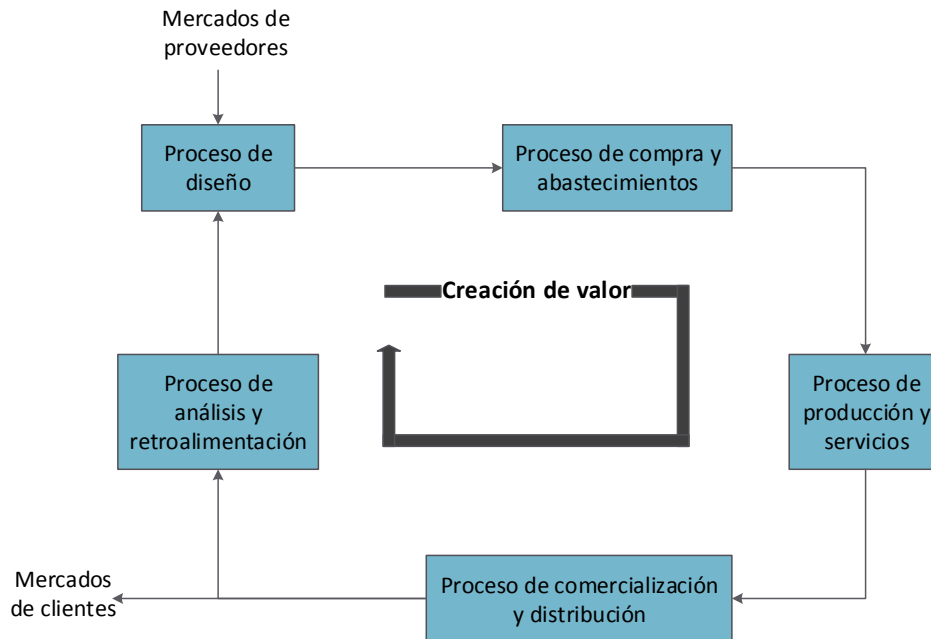 Mercados de
proveedores
Proceso de
diseño
Proceso de compra y
abastecimientos
Creación de valor
Proceso de
análisis y
retroalimentación
Proceso de
producción y
servicios
Mercados
de clientes
Proceso de comercialización
y distribución